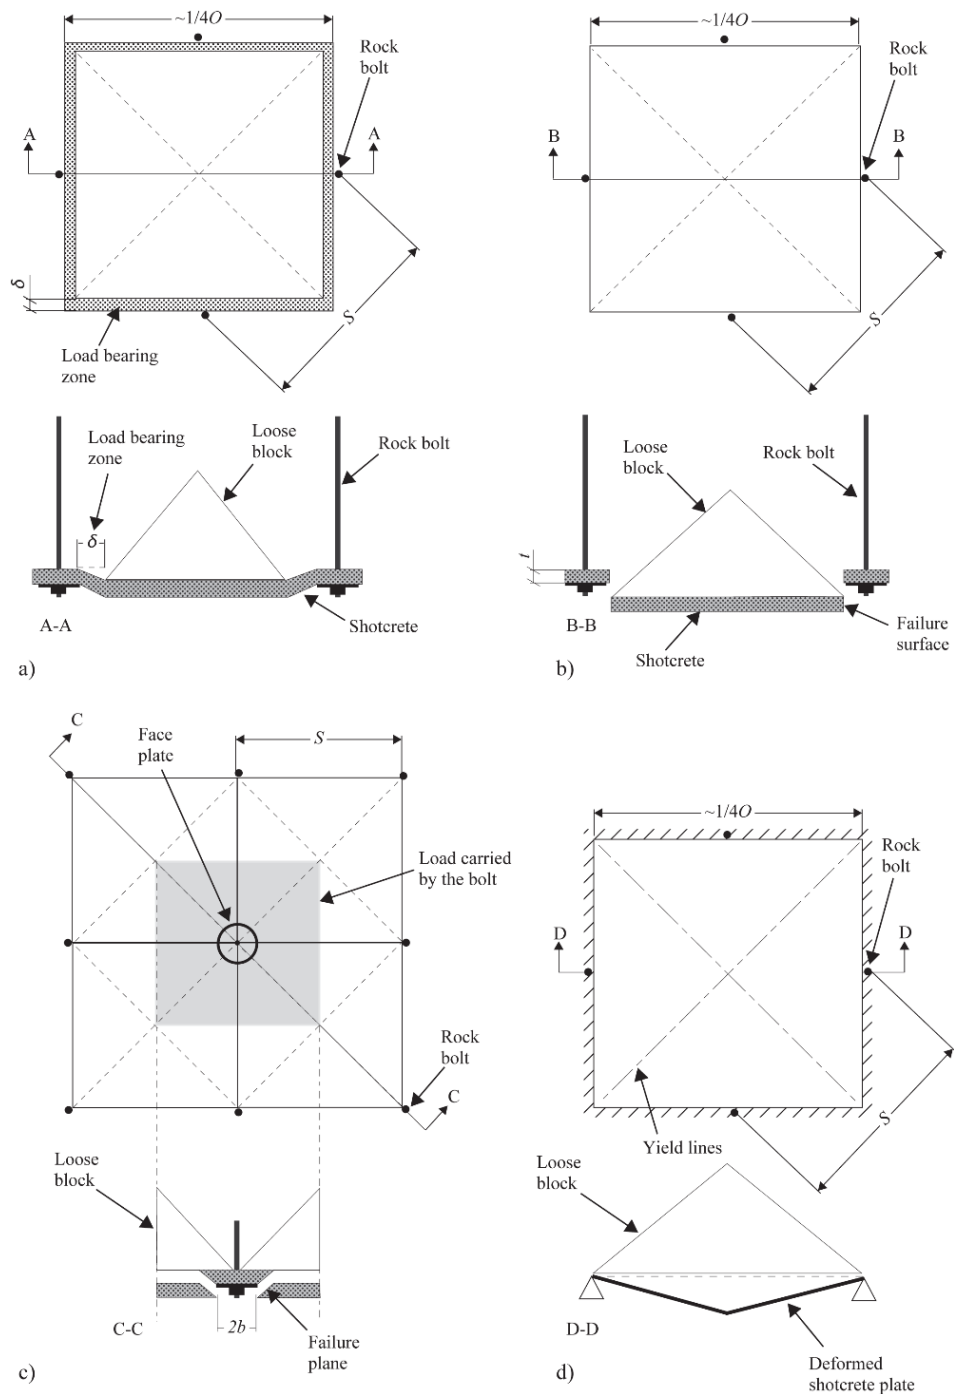 ~1/4O
Rock
bolt
A
A
δ
S
Load bearing
zone
Load bearing
zone
Loose
block
Rock bolt
δ
A-A
Shotcrete
a)
~1/4O
Rock
bolt
B
B
S
Loose
block
Rock bolt
t
B-B
Failure
surface
Shotcrete
b)
C
Face
plate
S
Load carried
by the bolt
Rock
bolt
C
Loose
block
C-C
2b
Failure
plane
c)
~1/4O
Rock
bolt
D
D
S
Yield lines
Loose
block
D-D
Deformed
shotcrete plate
d)